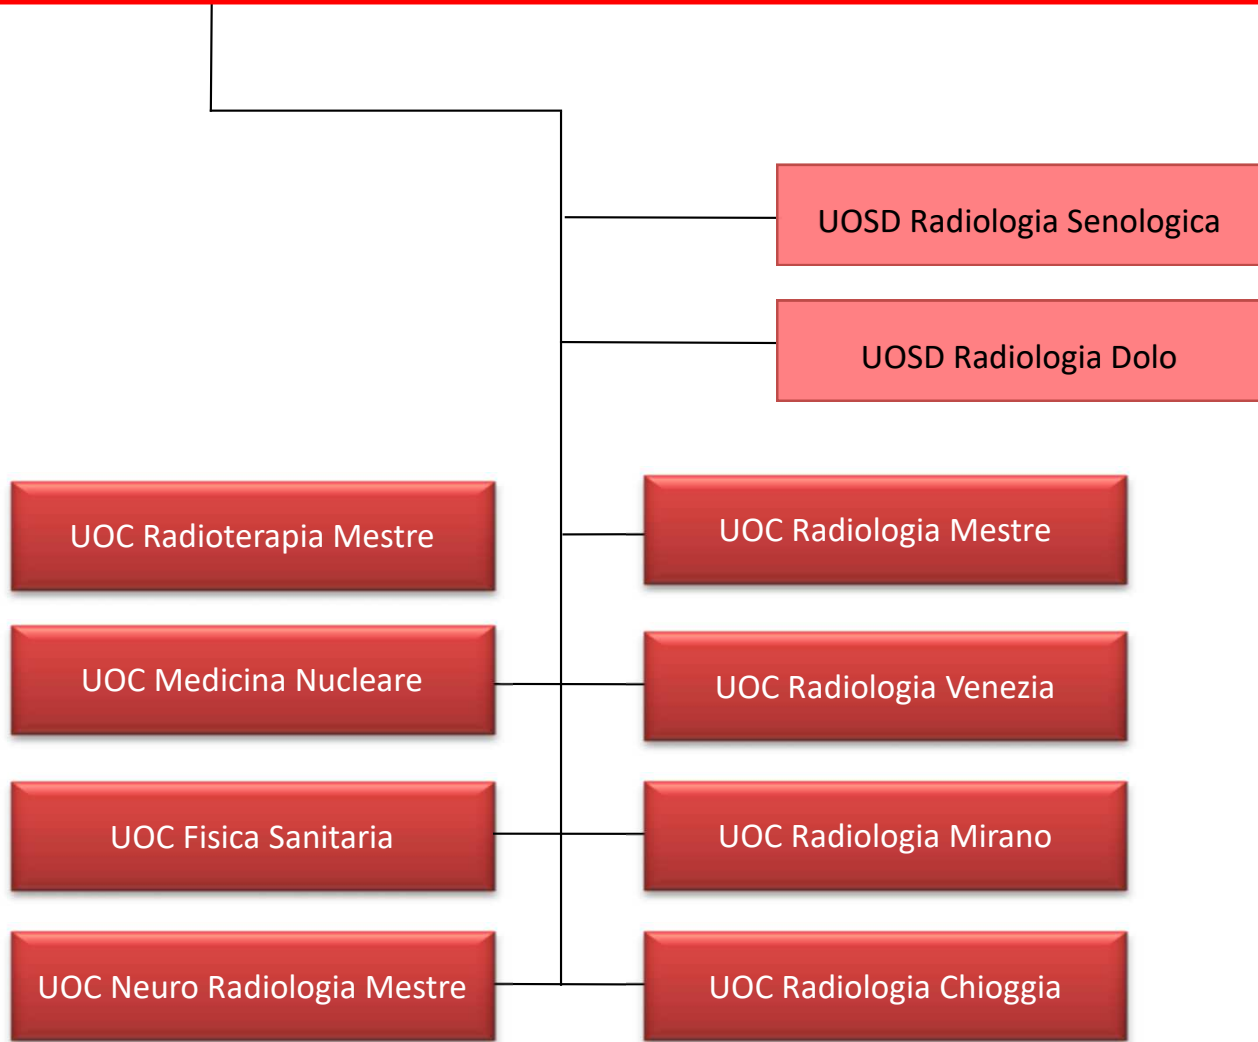 UOSD Radiologia Senologica
UOSD Radiologia Dolo
UOC Radioterapia Mestre
UOC Radiologia Mestre
UOC Medicina Nucleare
UOC Radiologia Venezia
UOC Fisica Sanitaria
UOC Radiologia Mirano
UOC Neuro Radiologia Mestre
UOC Radiologia Chioggia